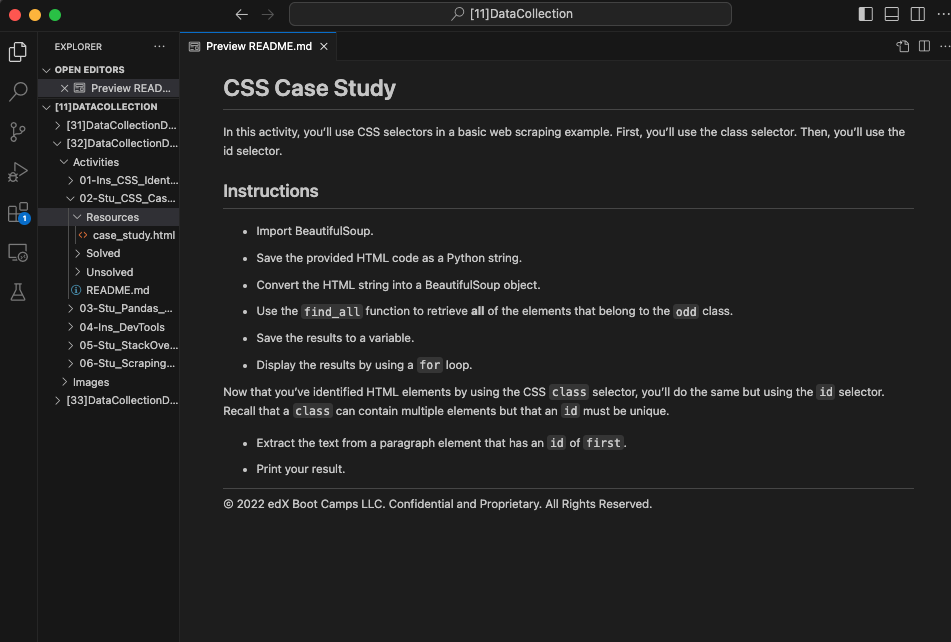 [11]DataCollection
EXPLORER
Preview README.md
OPEN EDITORS
Preview READ...
[11]DATACOLLECTION
[31]DataCollectionD...
[32]DataCollectionD...
Activities
01-Ins_CSS_Ident...
02-Stu_CSS_Cas...
Resources
case_study.html
Solved
Unsolved
README.md
03-Stu_Pandas_...
04-Ins_DevTools
05-Stu_StackOve...
06-Stu_Scraping...
Images
[33]DataCollectionD...
1
CSS Case Study
In this activity, you’ll use CSS selectors in a basic web scraping example. First, you’ll use the class selector. Then, you’ll use the
id selector.
Instructions
• Import BeautifulSoup.
• Save the provided HTML code as a Python string.
• Convert the HTML string into a BeautifulSoup object.
• Use the find_all function to retrieve all of the elements that belong to the odd class.
• Save the results to a variable.
• Display the results by using a for loop.
Now that you’ve identified HTML elements by using the CSS class selector, you’ll do the same but using the id selector.
Recall that a class can contain multiple elements but that an id must be unique.
• Extract the text from a paragraph element that has an id of first.
• Print your result.
© 2022 edX Boot Camps LLC. Confidential and Proprietary. All Rights Reserved.